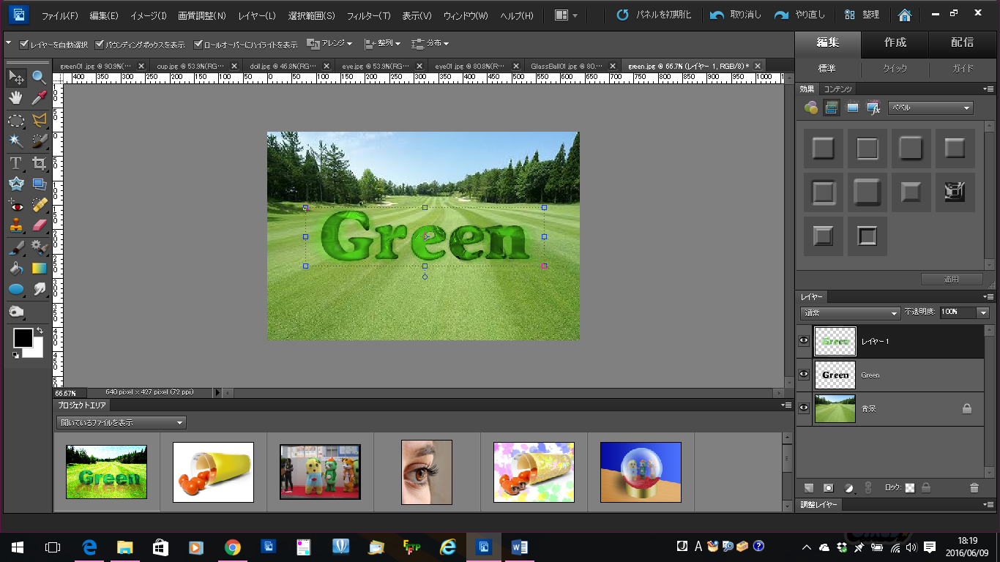 ファイル(F) 編集(E) イメージ(I) 画質調整(N) レイヤー(L) 選択範囲(S) フィルター(T) 表示(V) ウィンドウ(W) ヘルプ(H) パネルを初期化 取り消し やり直し 整理
レイヤーを自動選択 バウンディングボックスを表示 ロールオーバーにハイライトを表示 アレンジ 整列 分布
編集 作成 配信
標準 クイック ガイド
green01 .jpg @ 90.9%(… cup.jpg @ 53.9%(RG… doll.jpg @ 46.8%(RG… eye.jpg @ 53.9%(RG… eye01 .jpg @ 80.8%(R… GlassBall01.jpg @ 80.… green.jpg @ 66.7% (レイヤー 1, RGB/8) *
400 350 300 250 200 150 100 50 0 50 100 150 200 250 300 350 400 450 500 550 600 650 700 750 800 850 900 950 1000
効果 コンテンツ
ベベル
Green
適用
レイヤー
通常 不透明度: 100%
Green レイヤー 1
Green Green
背景
ロック:
調整レイヤー
66.67% 640 pixel x 427 pixel (72 ppi)
プロジェクトエリア
開いているファイルを表示
Green
FTP
A
18:19
2016/06/09